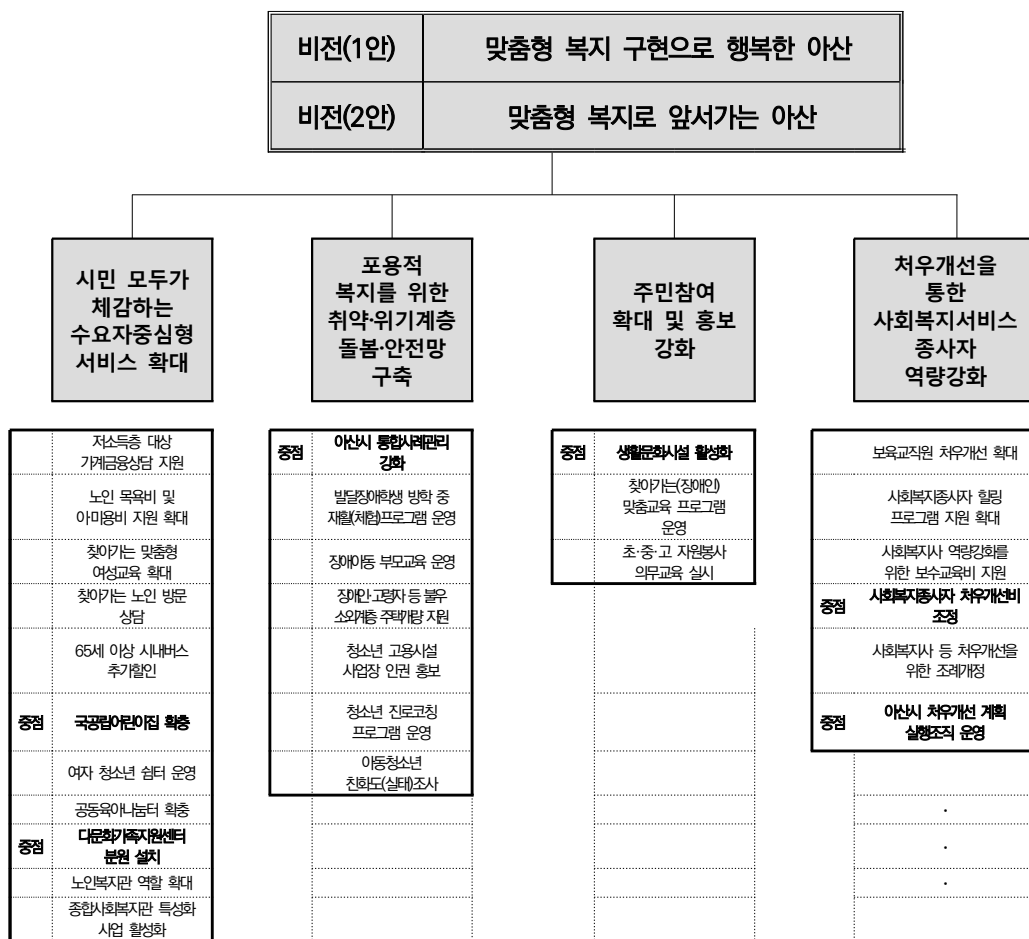 비전(1안) 맞춤형 복지 구현으로 행복한 아산
비전(2안) 맞춤형 복지로 앞서가는 아산
시민 모두가
체감하는
수요자중심형
서비스 확대
포용적
복지를 위한
취약·위기계층
돌봄·안전망
구축
주민참여
확대 및 홍보
강화
처우개선을
통한
사회복지서비스
종사자
역량강화
저소득층 대상
가계금융상담 지원
노인 목욕비 및
이미용비 지원 확대
찾아가는 맞춤형
여성교육 확대
찾아가는 노인 방문
상담
65세 이상 시내버스
추가할인
중점 국공립어린이집 확충
여자 청소년 쉼터 운영
공동육아나눔터 확충
중점 다문화가족지원센터
분원 설치
노인복지관 역할 확대
종합사회복지관 특성화
사업 활성화
중점 아산시 통합사례관리
강화
발달장애학생 방학 중
재활(체험)프로그램 운영
장애아동 부모교육 운영
장애인·고령자 등 불우
소외계층 주택개량 지원
청소년 고용시설
사업장 인권 홍보
청소년 진로코칭
프로그램 운영
아동청소년
친화도(실태)조사
중점 생활문화시설 활성화
찾아가는(장애인)
맞춤교육 프로그램
운영
초·중·고 자원봉사
의무교육 실시
보육교직원 처우개선 확대
사회복지종사자 힐링
프로그램 지원 확대
사회복지사 역량강화를
위한 보수교육비 지원
중점 사회복지종사자 처우개선비
조정
사회복지사 등 처우개선을
위한 조례개정
중점 아산시 처우개선 계획
실행조직 운영
·
·
·